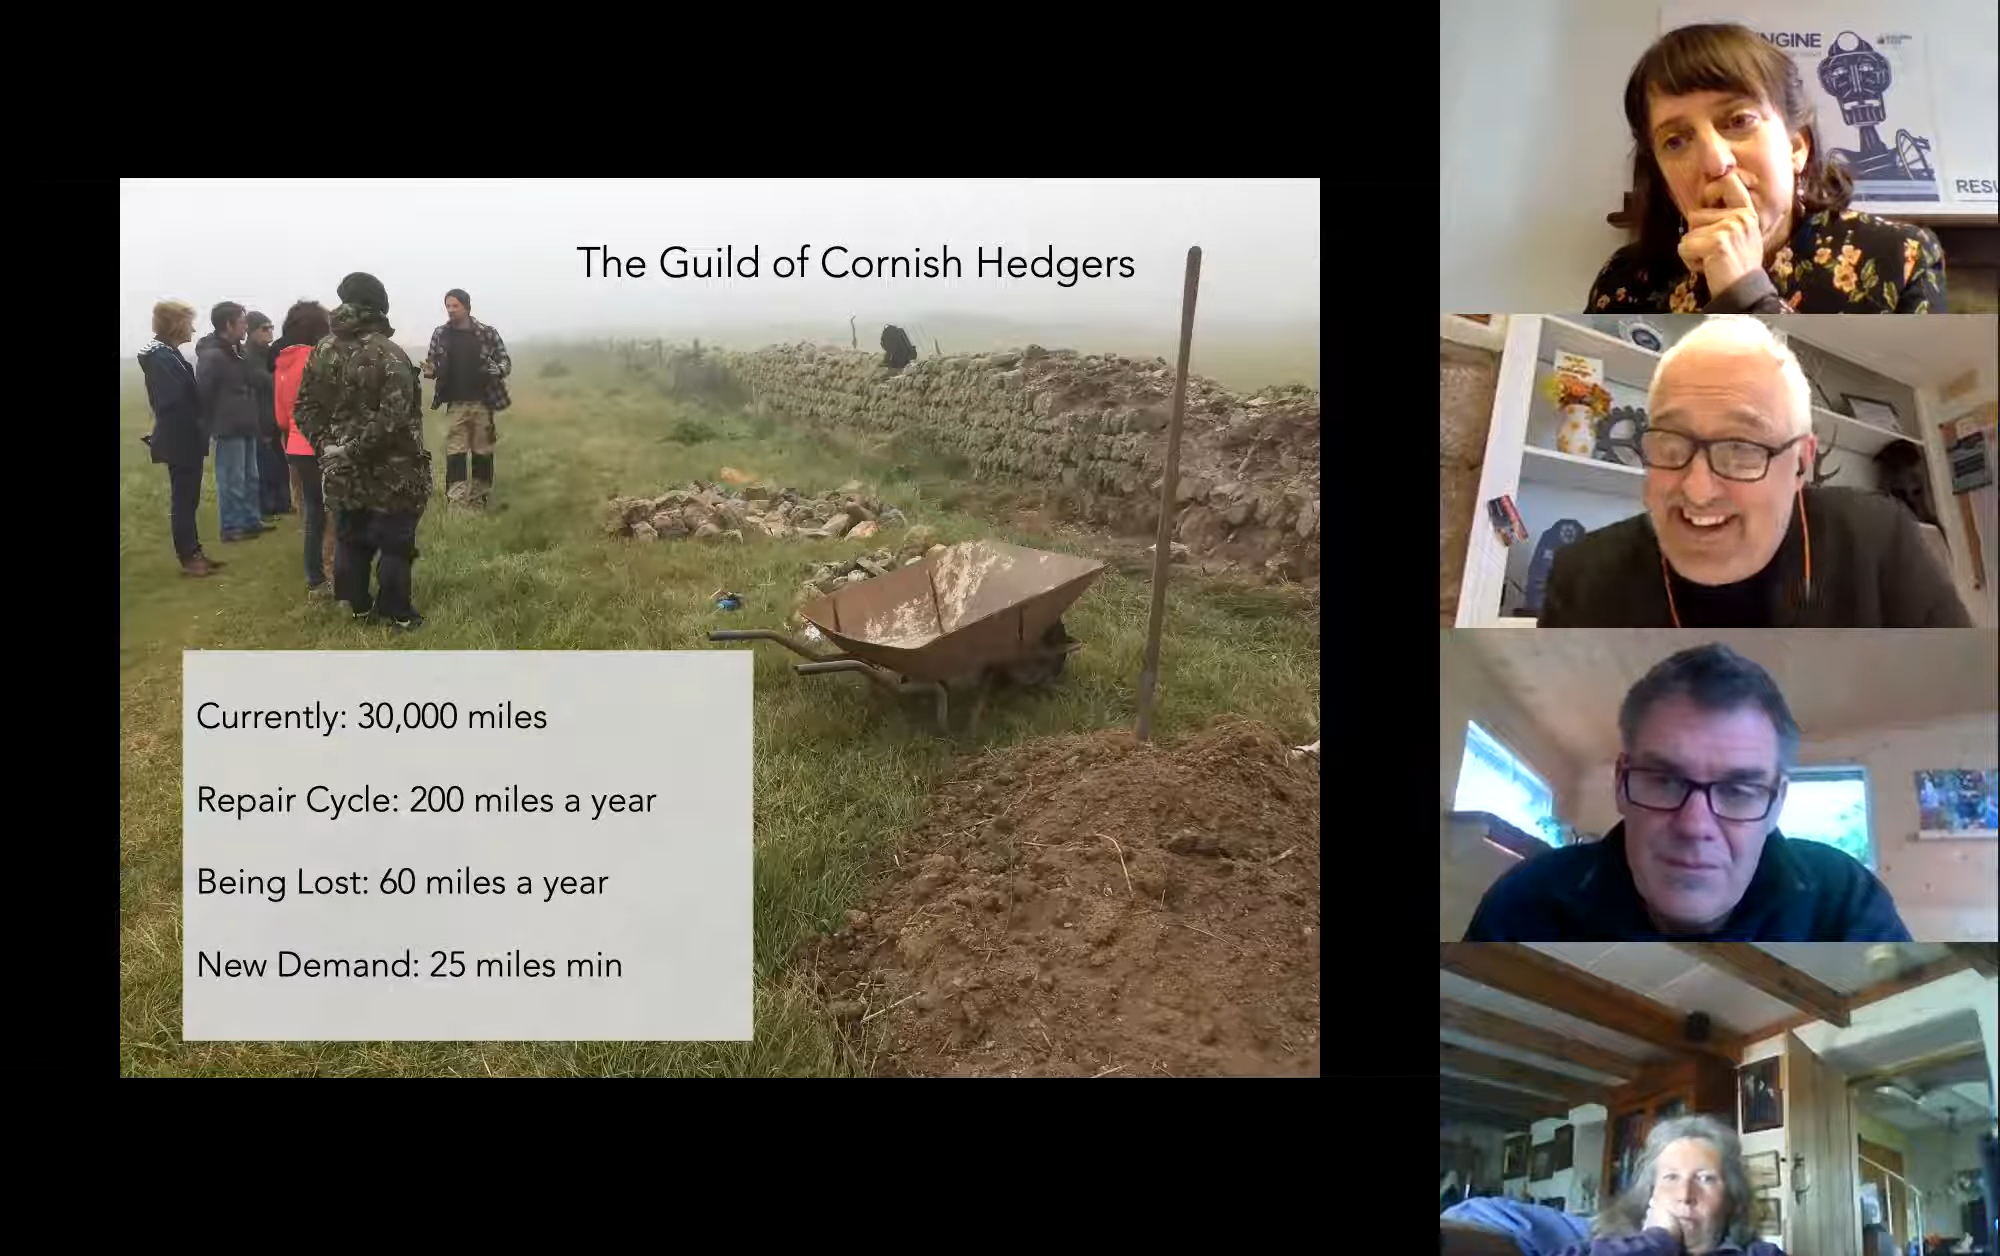 The Guild of Cornish Hedgers
Currently: 30,000 miles
Repair Cycle: 200 miles a year
Being Lost: 60 miles a year
New Demand: 25 miles min
NGINE
RESU